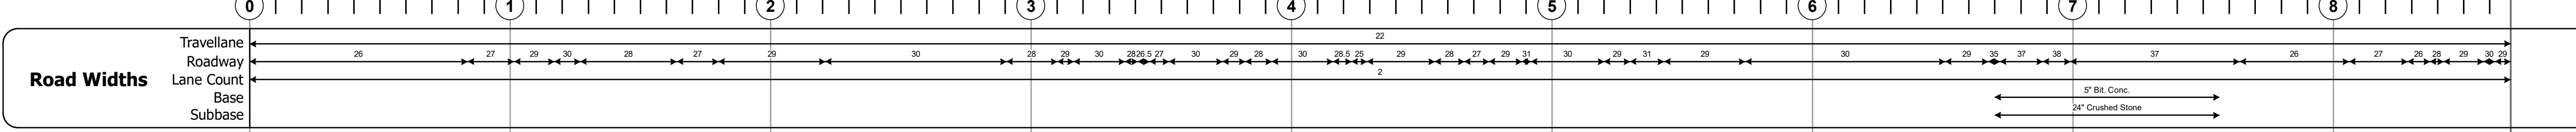 0 1 2 3 4 5 6 7 8
Road Widths
Travellane 22
Roadway 26 27 29 30 28 27 29 30 28 29 30 28 26.5 27 30 29 28 30 28.5 25 29 28 27 29 31 30 29 31 29 30 29 35 37 38 37 26 27 26 28 29 30 29
Lane Count 2
Base 5" Bit. Conc.
Subbase 24" Crushed Stone